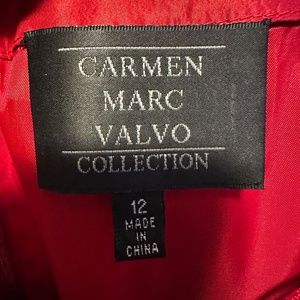 CARMEN
MARC
VALVO
COLLECTION
12
MADE
IN
CHINA